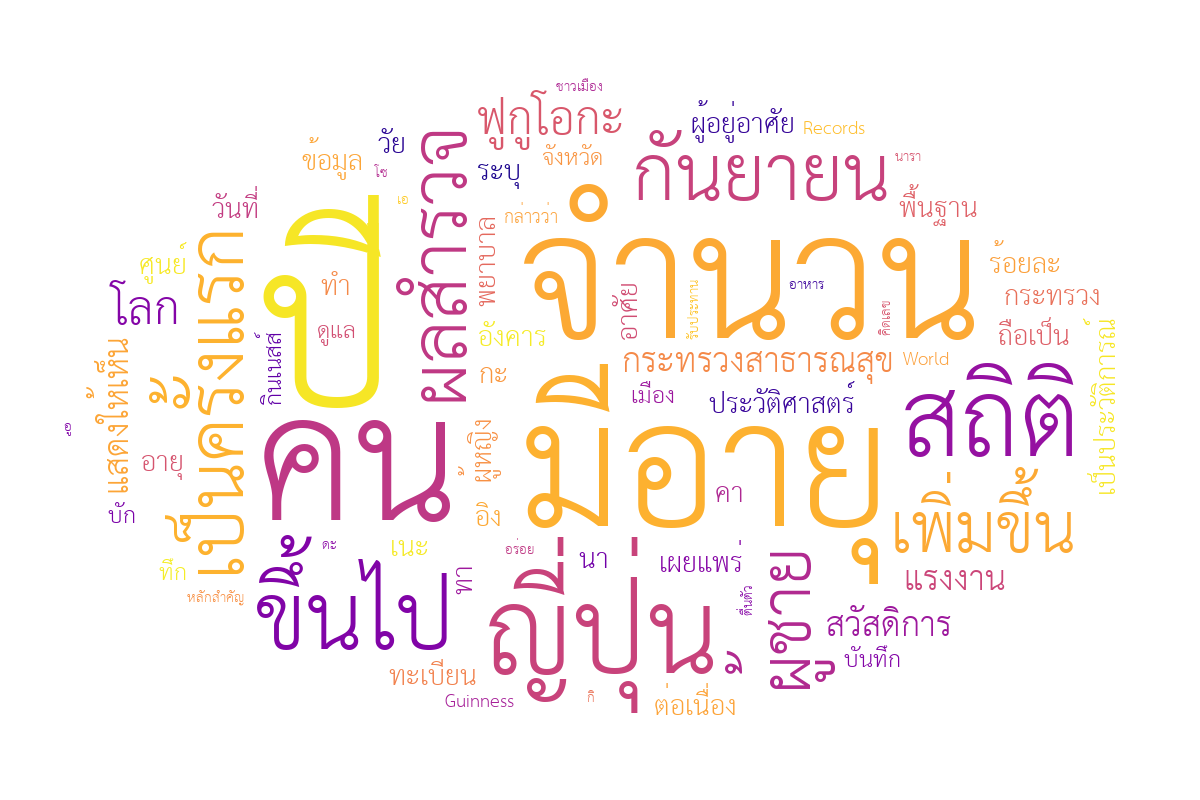 ชาวเมือง
ฟูกูโอกะ
ผู้อยู่อาศัย
Records
วัย
ข้อมูล
โซ
ระบุ
จังหวัด
กันยายน
นารา
ผลสำรวจ
วันที่
เอ
กล่าวว่า
พื้นฐาน
ศูนย์
เป็นครั้งแรก
ปี
พยาบาล
จำนวน
ร้อยละ
โลก
ทำ
อาศัย
รับประทาน
อาหาร
คิดเลข
กระทรวง
ดูแล
อังคาร
ถือเป็น
กินเนสส์
กะ
กระทรวงสาธารณสุข
World
แสดงให้เห็น
เมือง
ประวัติศาสตร์
สถิติ
เป็นประวัติการณ์
อายุ
คน
ผู้หญิง
มีอายุ
คา
บัก
อิง
เพิ่มขึ้น
ขึ้นไป
ดะ
เนะ
อร่อย
นา
เผยแพร่
ทึก
ทา
ญี่ปุ่น
ผู้ชาย
แรงงาน
หลักสำคัญ
ตื่นตัว
สวัสดิการ
บันทึก
ทะเบียน
Guinness
กิ
ต่อเนื่อง